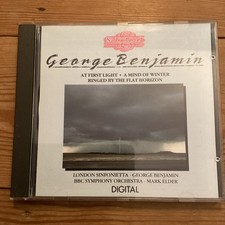 George Benjamin
AT FIRST LIGHT • A MIND OF WINTER
RINGED BY THE FLAT HORIZON
LONDON SINFONIETTA - GEORGE BENJAMIN
BBC SYMPHONY ORCHESTRA - MARK ELDER
DIGITAL